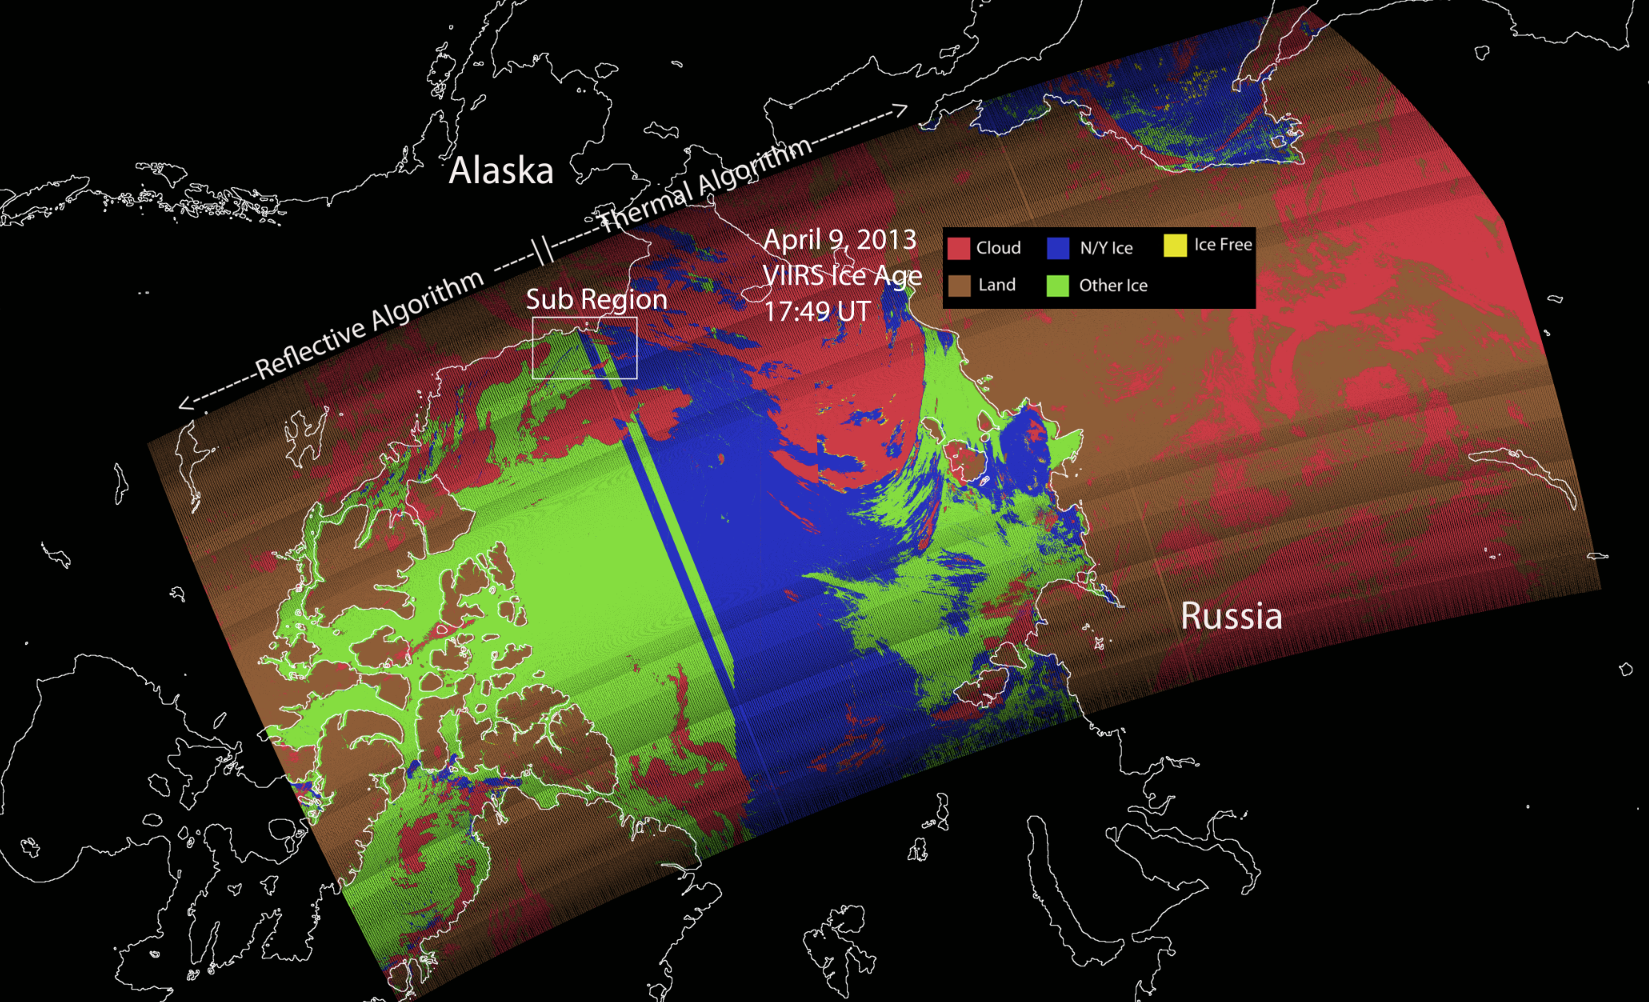 Alaska
Thermal Algorithm
Reflective Algorithm
Sub Region
April 9, 2013
VIIRS Ice Age
17:49 UT
Cloud
N/Y Ice
Ice Free
Land
Other Ice
Russia